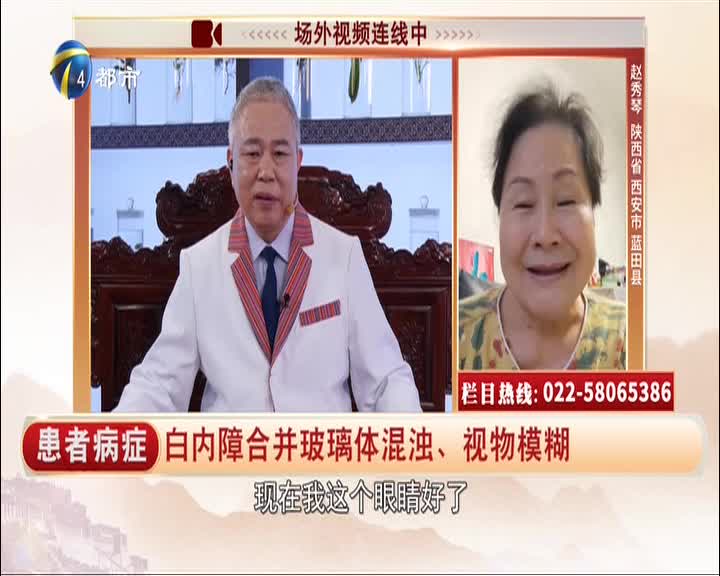 场外视频连线中
4 都市
赵秀琴 陕西省 西安市 蓝田县
栏目热线: 022-58065386
患者病症
白内障合并玻璃体混浊、视物模糊
现在我这个眼睛好了